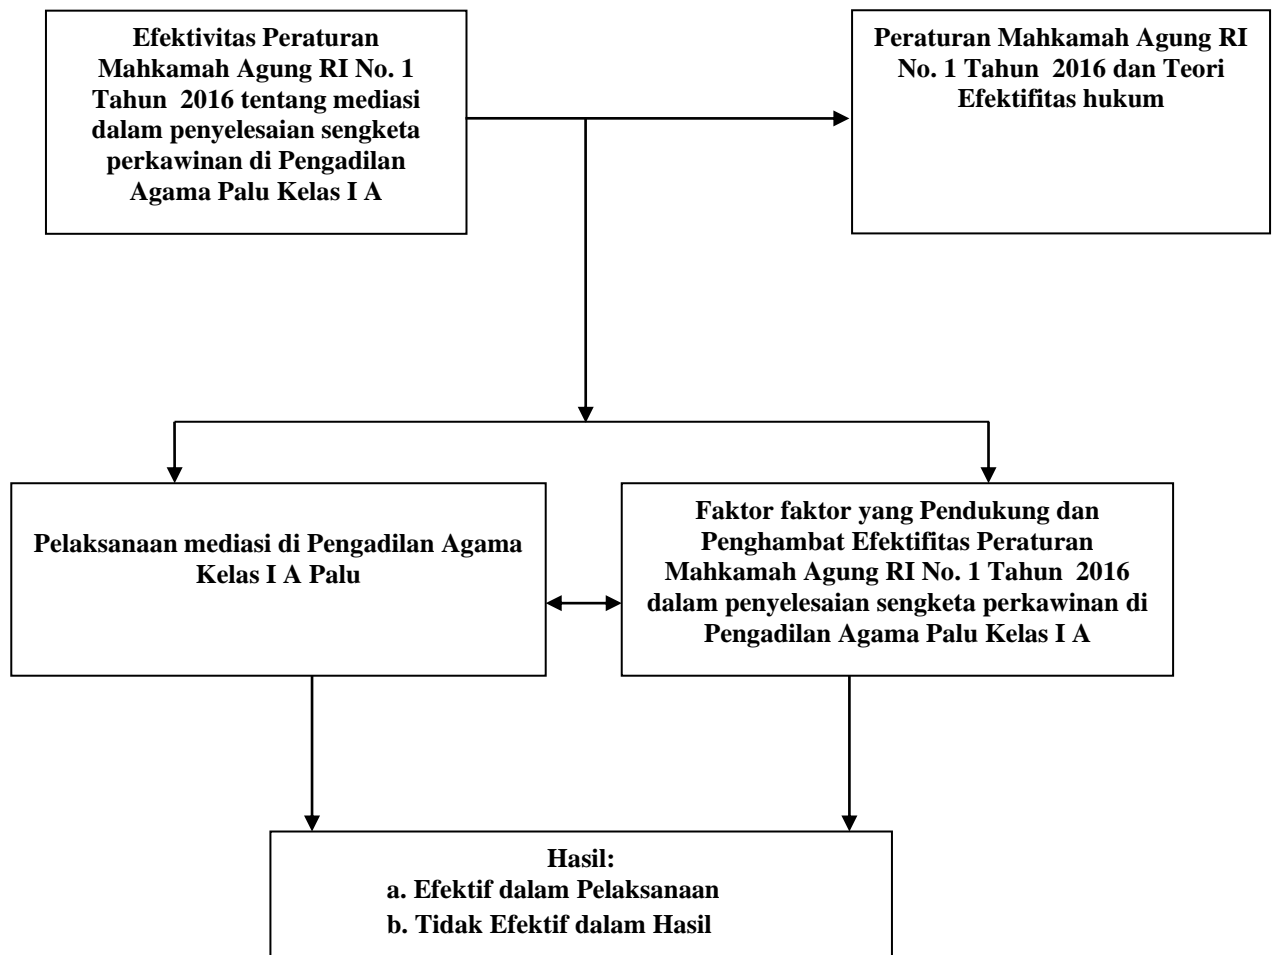 Efektivitas Peraturan
Mahkamah Agung RI No. 1
Tahun  2016 tentang mediasi
dalam penyelesaian sengketa
perkawinan di Pengadilan
Agama Palu Kelas I A
Peraturan Mahkamah Agung RI
No. 1 Tahun  2016 dan Teori
Efektifitas hukum
Pelaksanaan mediasi di Pengadilan Agama
Kelas I A Palu
Faktor faktor yang Pendukung dan
Penghambat Efektifitas Peraturan
Mahkamah Agung RI No. 1 Tahun  2016
dalam penyelesaian sengketa perkawinan di
Pengadilan Agama Palu Kelas I A
Hasil:
a. Efektif dalam Pelaksanaan
b. Tidak Efektif dalam Hasil